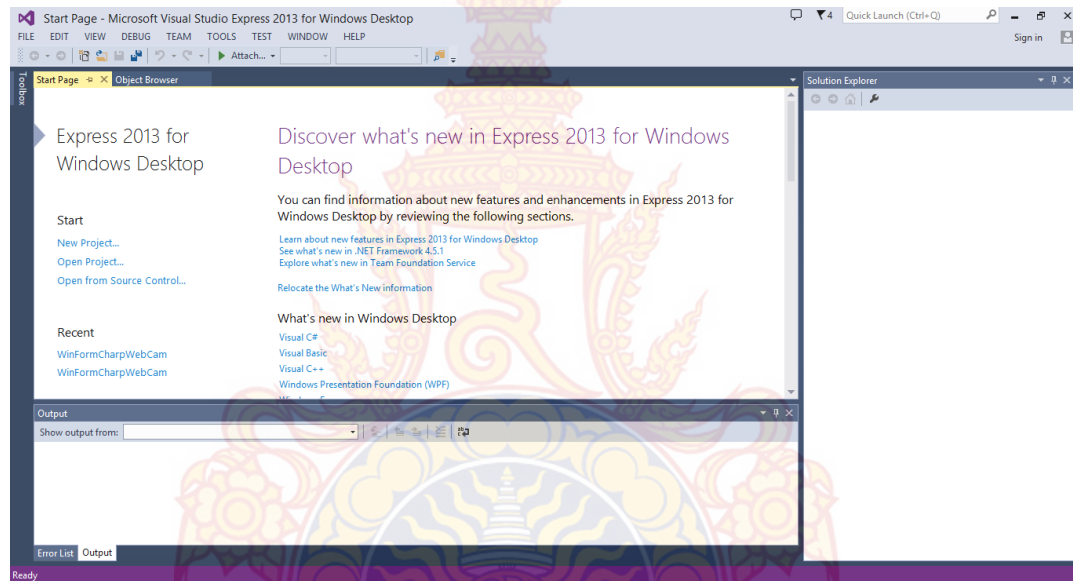 Start Page - Microsoft Visual Studio Express 2013 for Windows Desktop
4
Quick Launch (Ctrl+Q)
FILE EDIT VIEW DEBUG TEAM TOOLS TEST WINDOW HELP
Sign in
Attach...
Toolbox
Start Page
Object Browser
Solution Explorer
Express 2013 for
Windows Desktop
Start
New Project...
Open Project...
Open from Source Control...
Recent
WinFormCharpWebCam
WinFormCharpWebCam
Discover what's new in Express 2013 for Windows
Desktop
You can find information about new features and enhancements in Express 2013 for
Windows Desktop by reviewing the following sections.
Learn about new features in Express 2013 for Windows Desktop
See what's new in .NET Framework 4.5.1
Explore what's new in Team Foundation Service
Relocate the What's New information
What's new in Windows Desktop
Visual C#
Visual Basic
Visual C++
Windows Presentation Foundation (WPF)
Output
Show output from:
Error List
Output
Ready